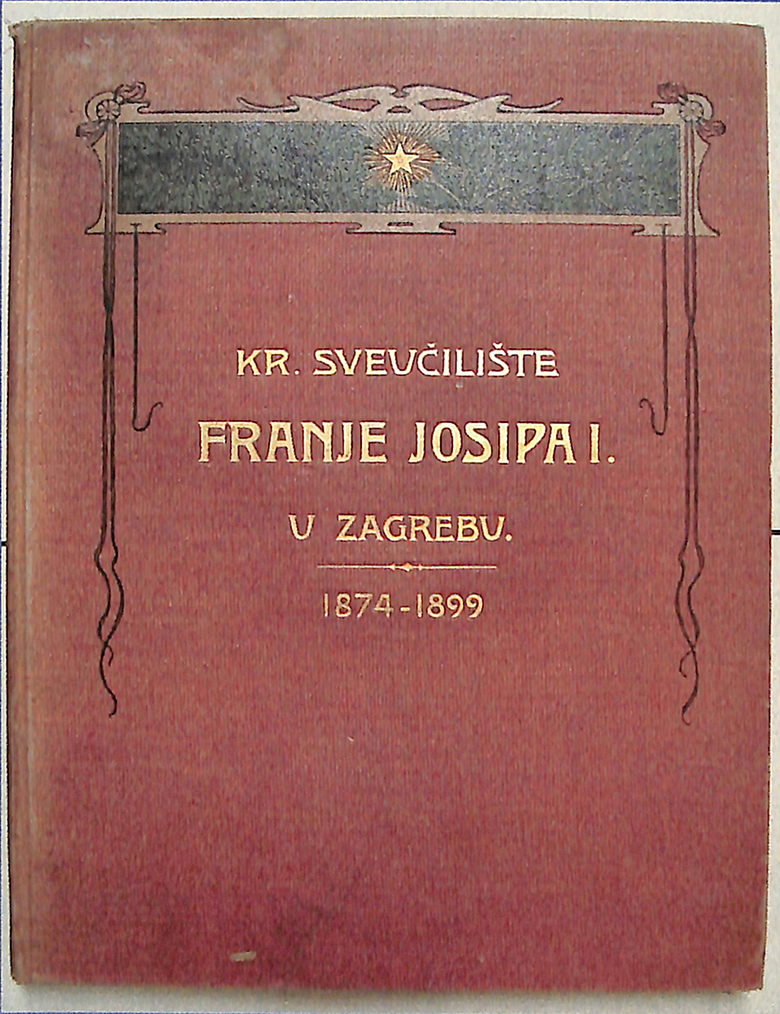 KR. SVEUČILIŠTE
FRANJE JOSIPA I.
U ZAGREBU.
1874-1899